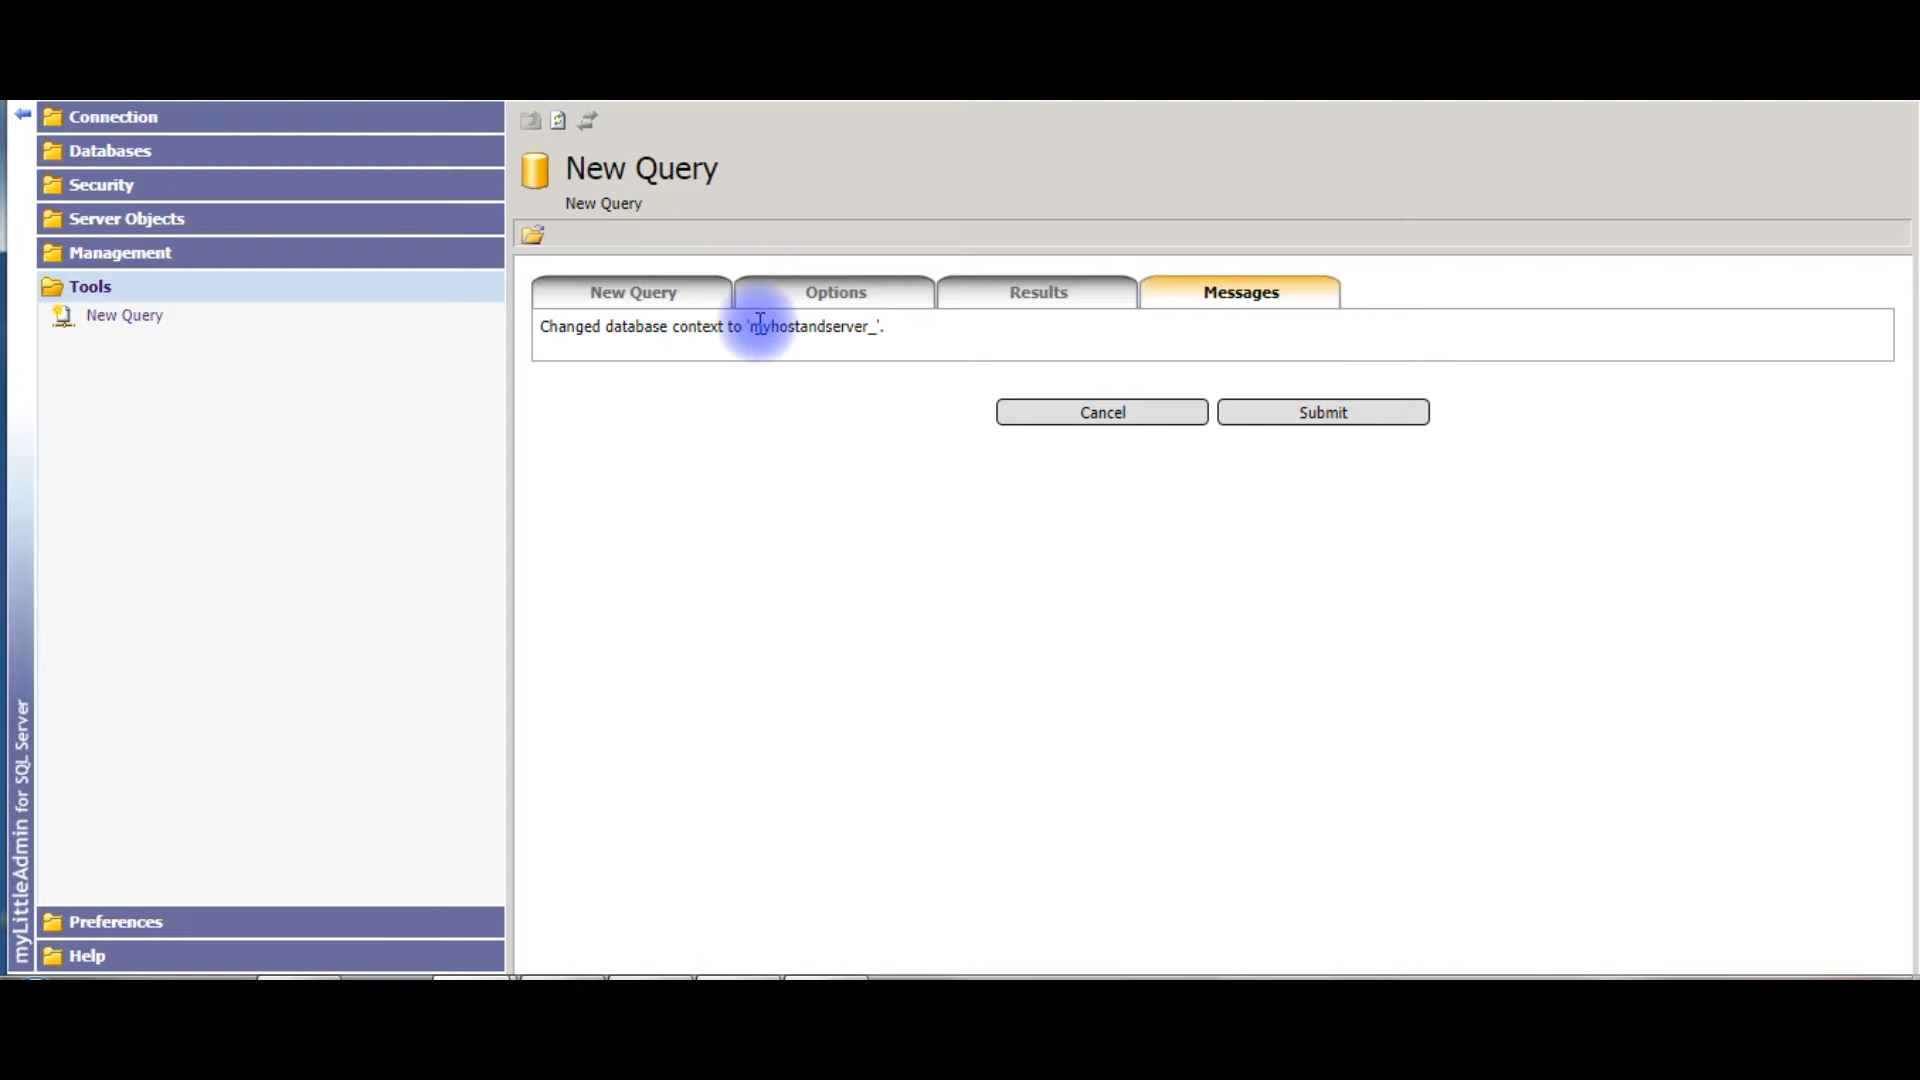 Connection
Databases
Security
Server Objects
Management
Tools
New Query
Preferences
Help
myLittleAdmin for SQL Server
New Query
New Query
New Query
Options
Results
Messages
Changed database context to 'myhostandserver_'.
Cancel
Submit